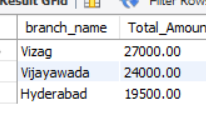 Result Grid Filter Rows
branch_name Total_Amoun
Vizag 27000.00
Vijayawada 24000.00
Hyderabad 19500.00